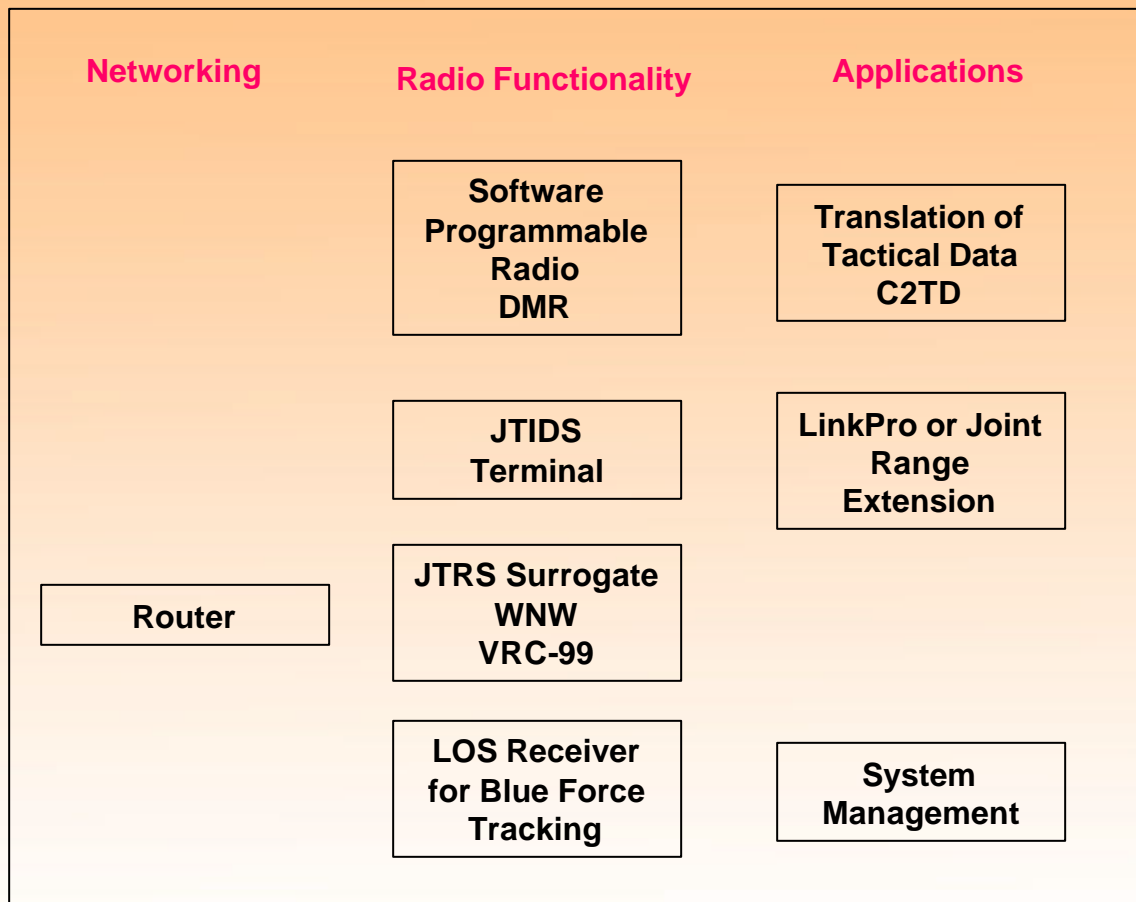 Networking
Radio Functionality
Applications
Software
Programmable
Radio
DMR
Translation of
Tactical Data
C2TD
JTIDS
Terminal
LinkPro or Joint
Range
Extension
Router
JTRS Surrogate
WNW
VRC-99
LOS Receiver
for Blue Force
Tracking
System
Management